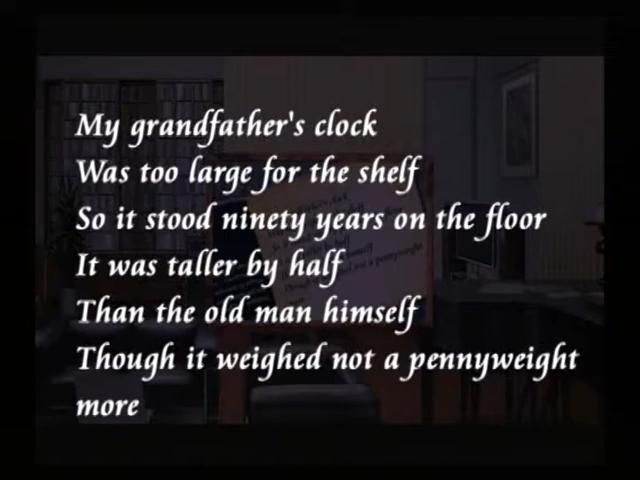 My grandfather's clock
Was too large for the shelf
So it stood ninety years on the floor
It was taller by half
Than the old man himself
Though it weighed not a pennyweight
more